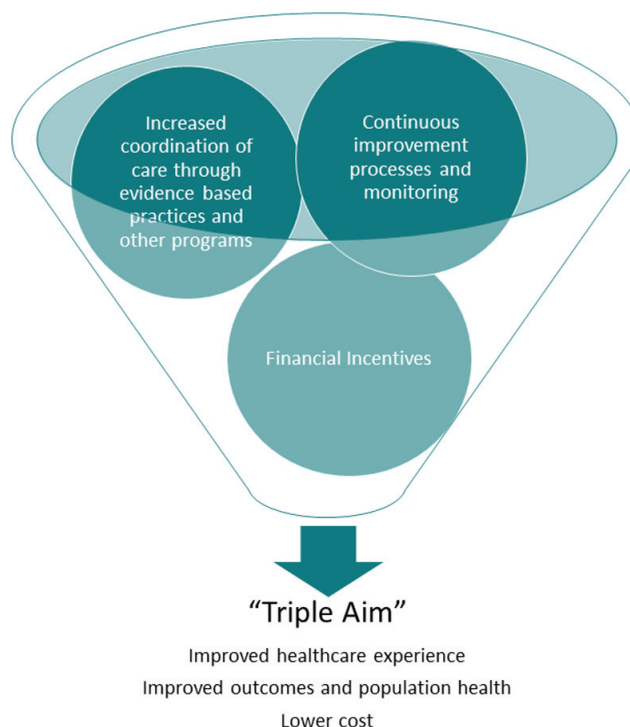 Increased
coordination of
care through
evidence based
practices and
other programs
Continuous
improvement
processes and
monitoring
Financial Incentives
“Triple Aim”
Improved healthcare experience
Improved outcomes and population health
Lower cost